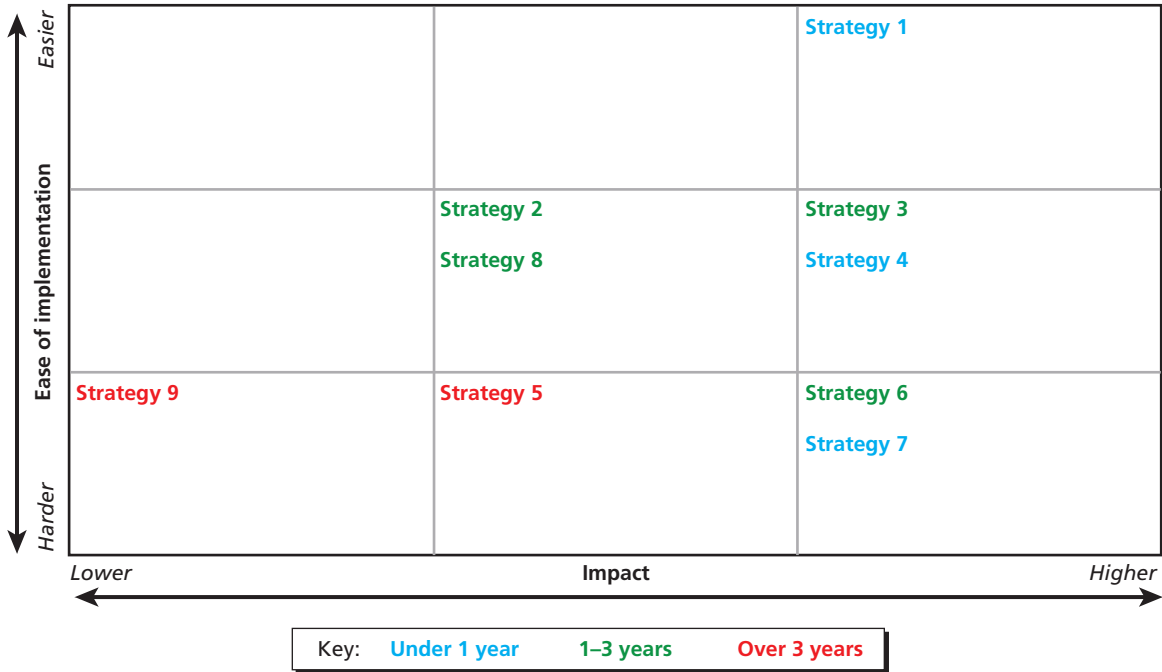 Easier
Ease of implementation
Harder
Strategy 1
Strategy 2
Strategy 3
Strategy 8
Strategy 4
Strategy 9
Strategy 5
Strategy 6
Strategy 7
Lower
Impact
Higher
Key: Under 1 year 1–3 years Over 3 years